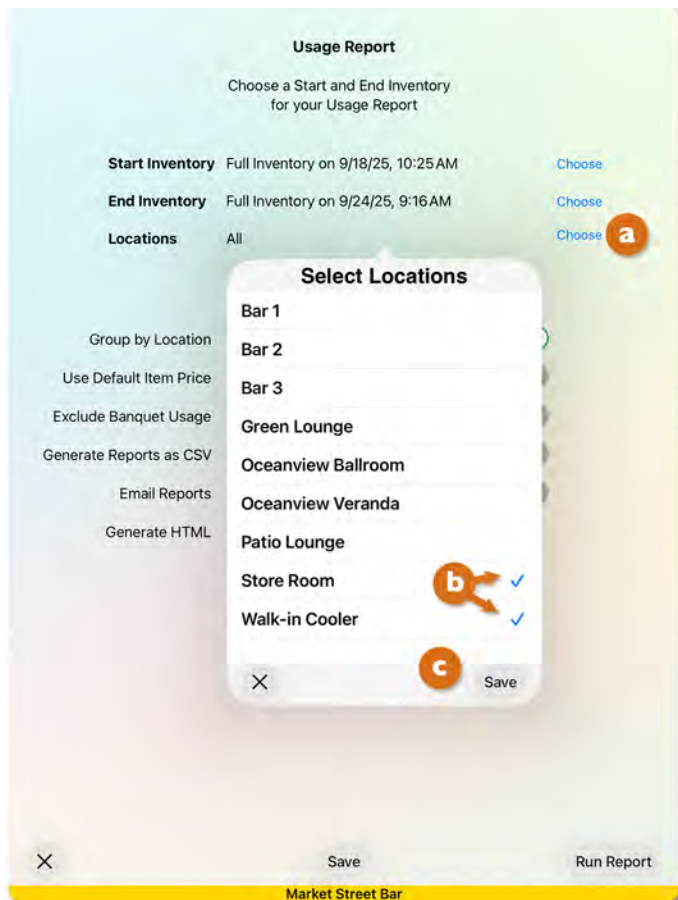 Usage Report
Choose a Start and End Inventory
for your Usage Report
Start Inventory Full Inventory on 9/18/25, 10:25 AM Choose
End Inventory Full Inventory on 9/24/25, 9:16 AM Choose
Locations All Choose a
Select Locations
Bar 1
Group by Location
Bar 2
Use Default Item Price
Bar 3
Exclude Banquet Usage
Green Lounge
Generate Reports as CSV
Oceanview Ballroom
Email Reports
Oceanview Veranda
Generate HTML
Patio Lounge
Store Room b
Walk-in Cooler
c
Save
Save Run Report
Market Street Bar